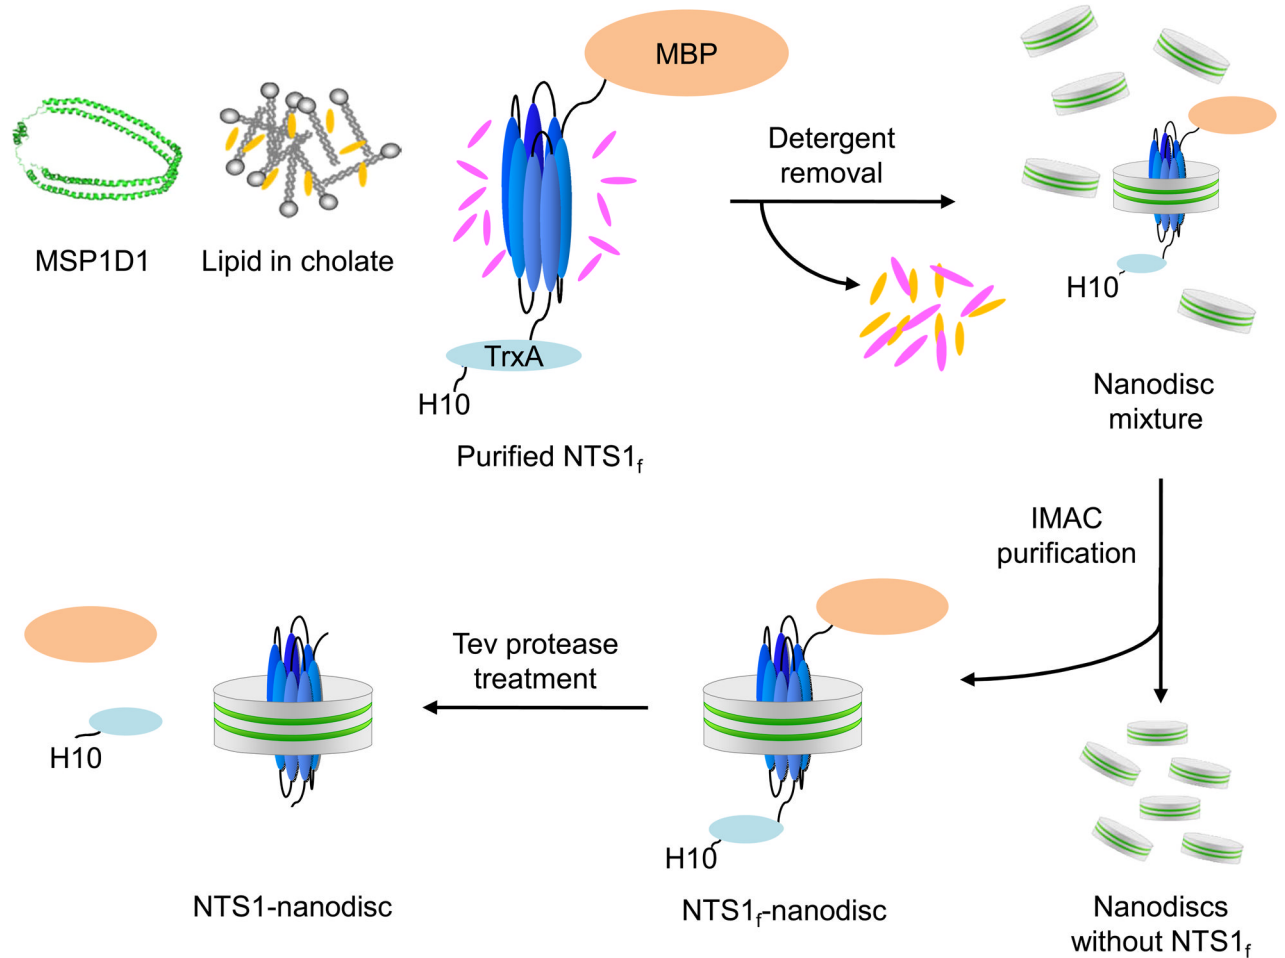 MBP
Detergent
removal
MSP1D1
Lipid in cholate
H10
TrxA
H10
Purified NTS1f
Nanodisc
mixture
IMAC
purification
Tev protease
treatment
H10
H10
NTS1-nanodisc
NTS1f-nanodisc
Nanodiscs
without NTS1f